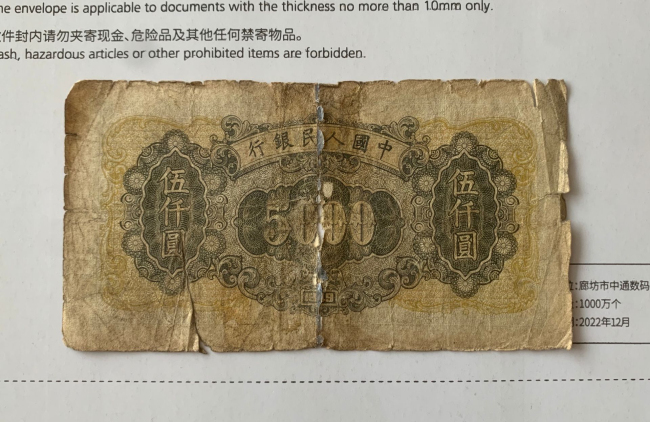 he envelope is applicable to documents with the thickness no more than 1.0mm only.
件封内请勿夹寄现金、危险品及其他任何禁寄物品。
ash, hazardous articles or other prohibited items are forbidden.
行銀民人國中
伍仟圓
5000
伍仟圓
:廊坊市中通数码
:1000万个
:2022年12月